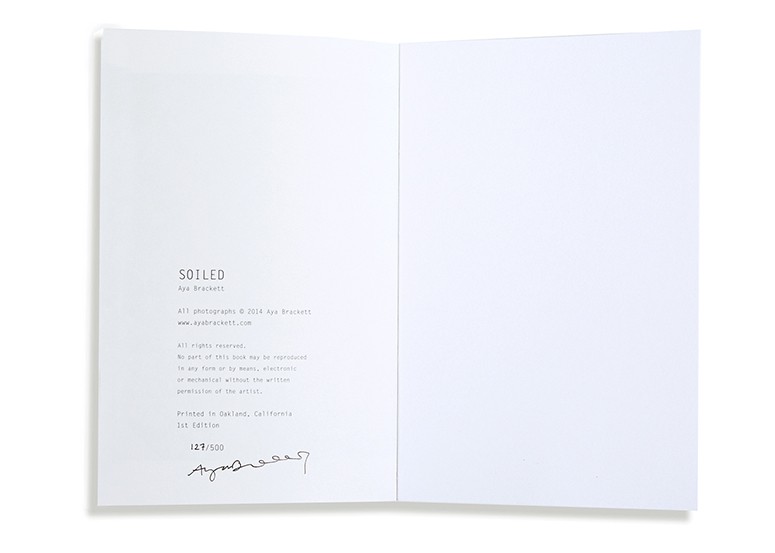 SOILED
Aya Brackett
All photographs © 2014 Aya Brackett
www.ayabrackett.com
All rights reserved.
No part of this book may be reproduced
in any form or by means, electronic
or mechanical without the written
permission of the artist.
Printed in Oakland, California
1st Edition
127/500
Aya Brackett